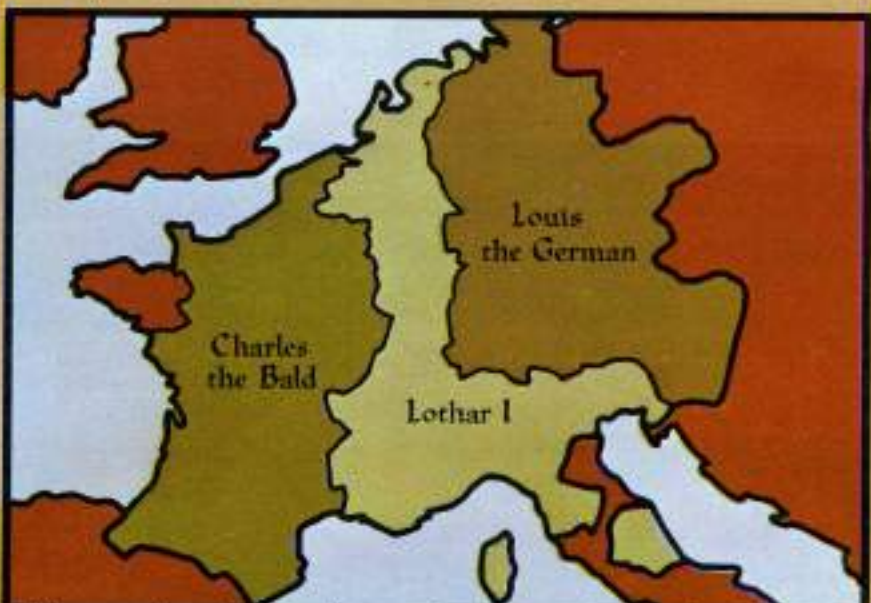 Louis
the German
Charles
the Bald
Lothar I